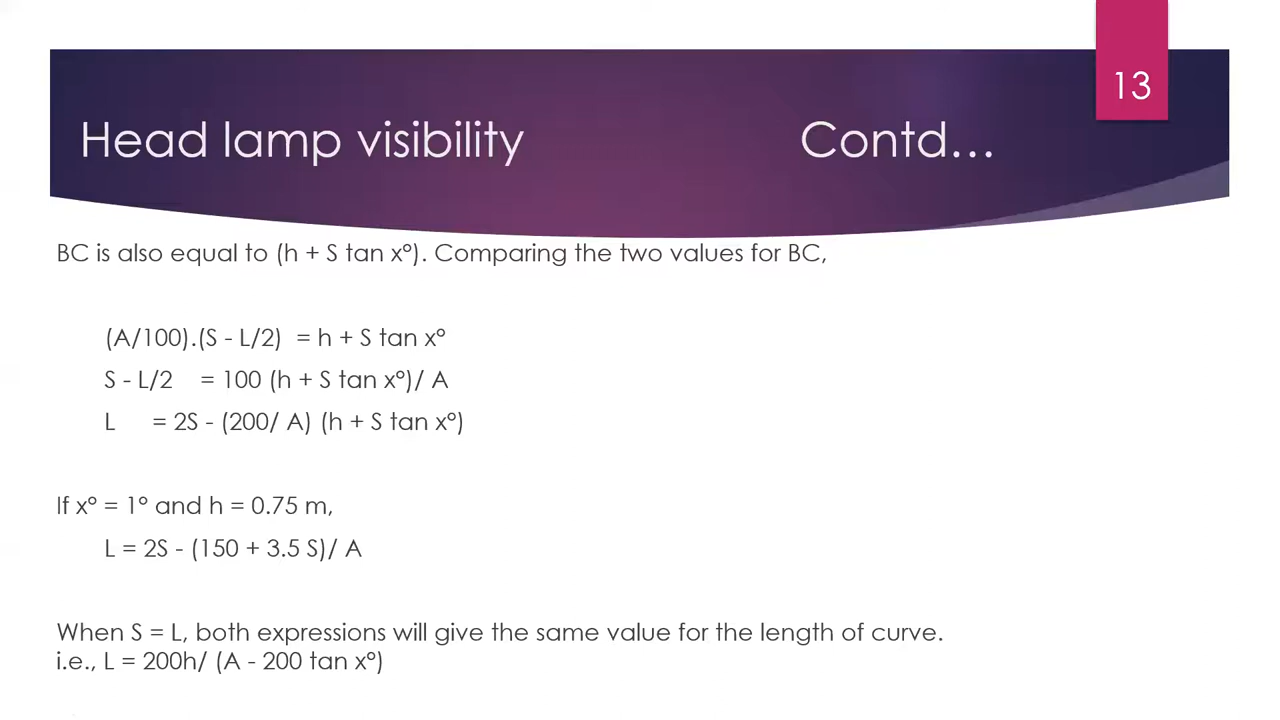 13
Head lamp visibility Contd…
BC is also equal to (h + S tan x°). Comparing the two values for BC,
(A/100).(S - L/2) = h + S tan x°
S - L/2 = 100 (h + S tan x°)/ A
L = 2S - (200/ A) (h + S tan x°)
If x° = 1° and h = 0.75 m,
L = 2S - (150 + 3.5 S)/ A
When S = L, both expressions will give the same value for the length of curve.
i.e., L = 200h/ (A - 200 tan x°)